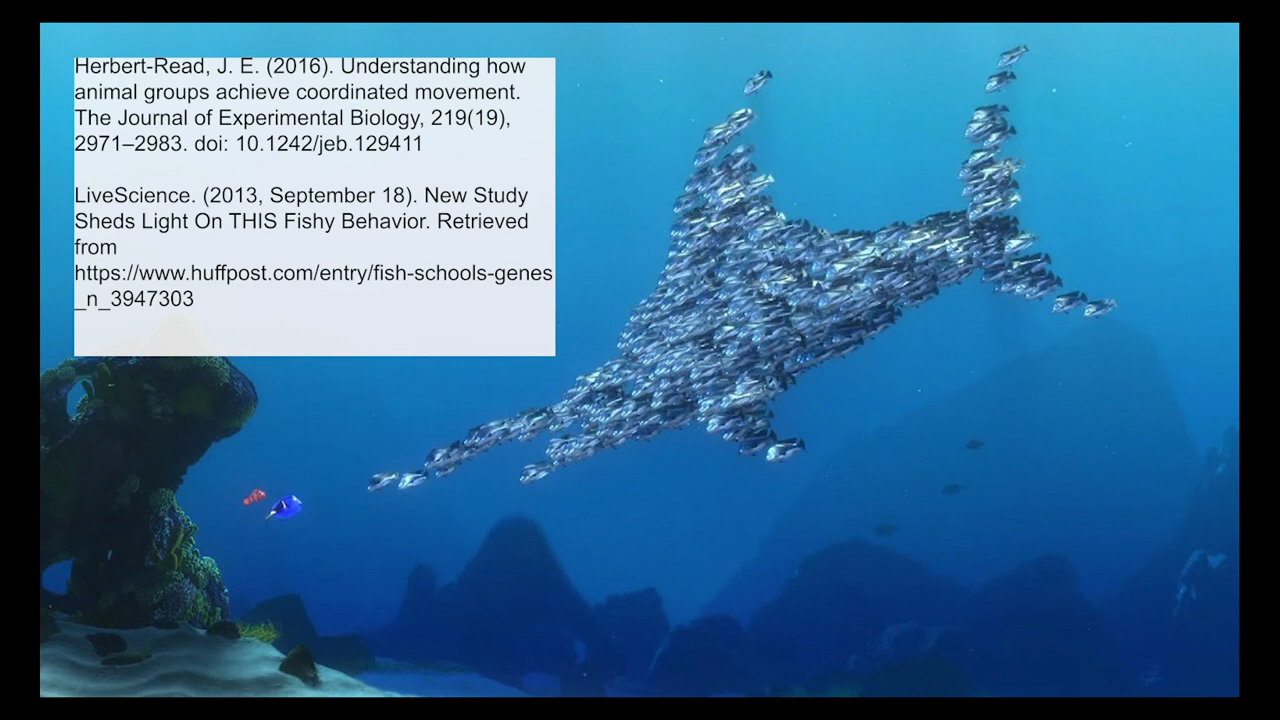 Herbert-Read, J. E. (2016). Understanding how
animal groups achieve coordinated movement.
The Journal of Experimental Biology, 219(19),
2971–2983. doi: 10.1242/jeb.129411
LiveScience. (2013, September 18). New Study
Sheds Light On THIS Fishy Behavior. Retrieved
from
https://www.huffpost.com/entry/fish-schools-genes
_n_3947303